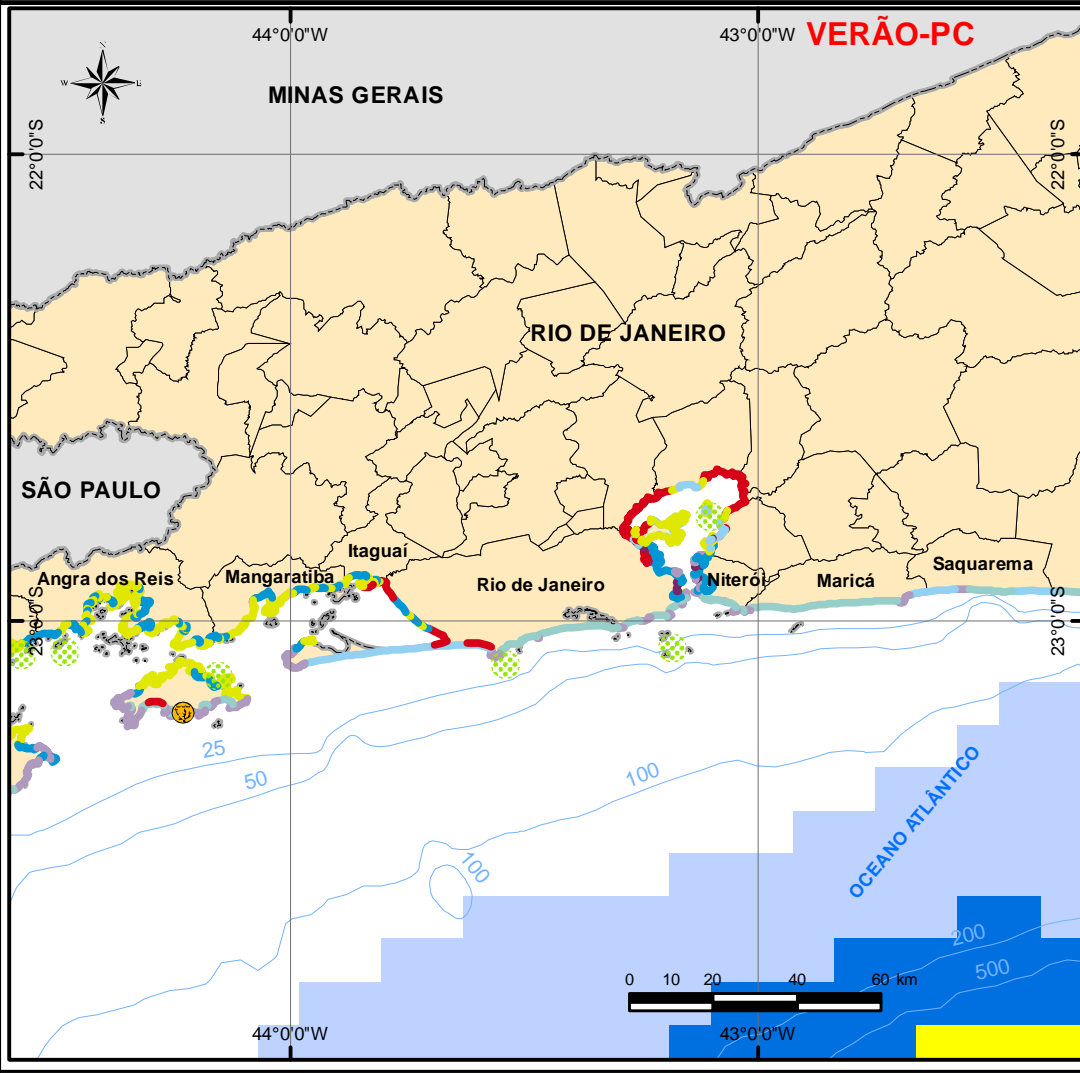 44°0'0"W
43°0'0"W
VERÃO-PC
N
W
E
S
MINAS GERAIS
22°0'0"S
22°0'0"S
RIO DE JANEIRO
SÃO PAULO
Itaguaí
Angra dos Reis
Mangaratiba
Rio de Janeiro
Niterói
Maricá
Saquarema
23°0'0"S
23°0'0"S
25
50
100
100
OCEANO ATLÂNTICO
200
500
0 10 20 40 60 km
44°0'0"W
43°0'0"W